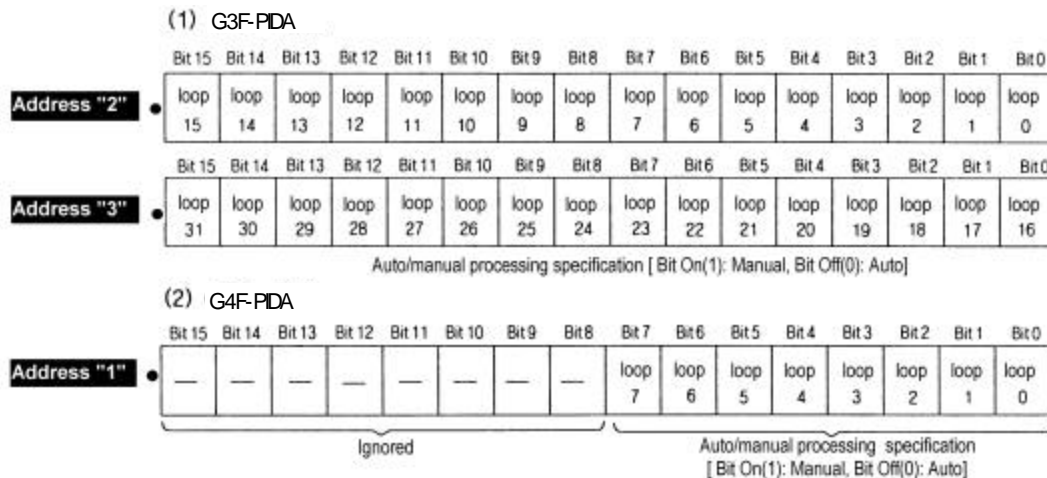 (1) G3F-PIDA
Bit 15 Bit 14 Bit 13 Bit 12 Bit 11 Bit 10 Bit 9 Bit 8 Bit 7 Bit 6 Bit 5 Bit 4 Bit 3 Bit 2 Bit 1 Bit 0
Address "2" • loop loop loop loop loop loop loop loop loop loop loop loop loop loop loop loop
15 14 13 12 11 10 9 8 7 6 5 4 3 2 1 0
Bit 15 Bit 14 Bit 13 Bit 12 Bit 11 Bit 10 Bit 9 Bit 8 Bit 7 Bit 6 Bit 5 Bit 4 Bit 3 Bit 2 Bit 1 Bit 0
Address "3" • loop loop loop loop loop loop loop loop loop loop loop loop loop loop loop loop
31 30 29 28 27 26 25 24 23 22 21 20 19 18 17 16
Auto/manual processing specification [ Bit On(1): Manual, Bit Off(0): Auto]
(2) G4F-PIDA
Bit 15 Bit 14 Bit 13 Bit 12 Bit 11 Bit 10 Bit 9 Bit 8 Bit 7 Bit 6 Bit 5 Bit 4 Bit 3 Bit 2 Bit 1 Bit 0
Address "1" • — — — — — — — — loop loop loop loop loop loop loop loop
7 6 5 4 3 2 1 0
Ignored Auto/manual processing specification
[ Bit On(1): Manual, Bit Off(0): Auto]